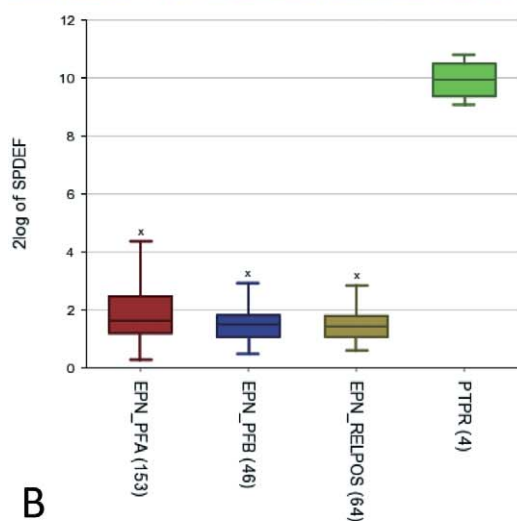 12
10
8
6
4
2
0
2log of SPDEF
x
x
x
EPN_PFA (153)
EPN_PFB (46)
EPN_RELPOS (64)
PTPR (4)
B